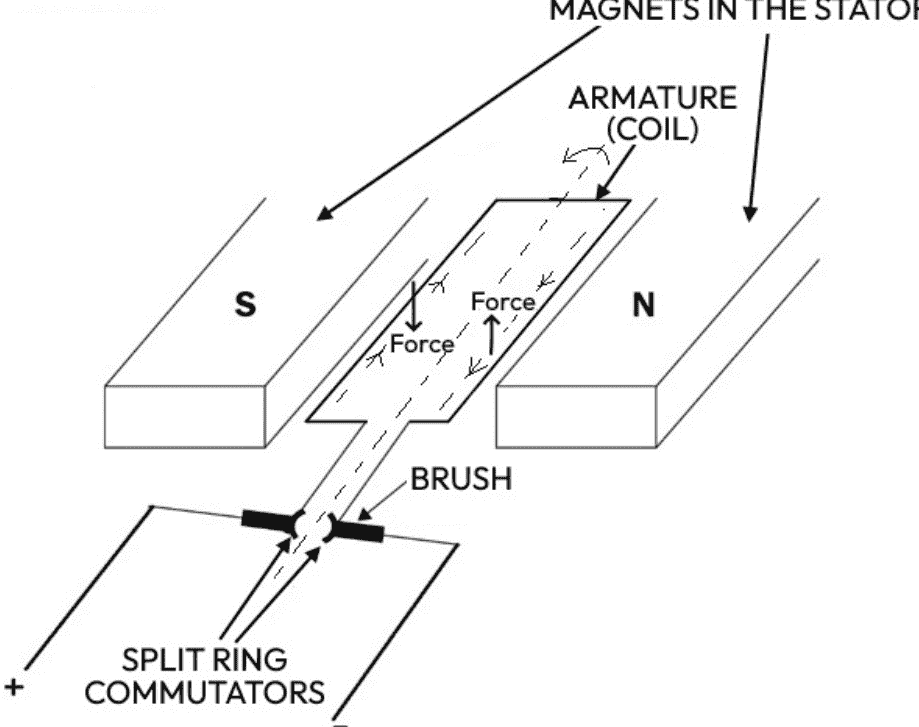 MAGNETS IN THE STATOR
ARMATURE
(COIL)
S
N
Force
Force
BRUSH
SPLIT RING
COMMUTATORS
+
-